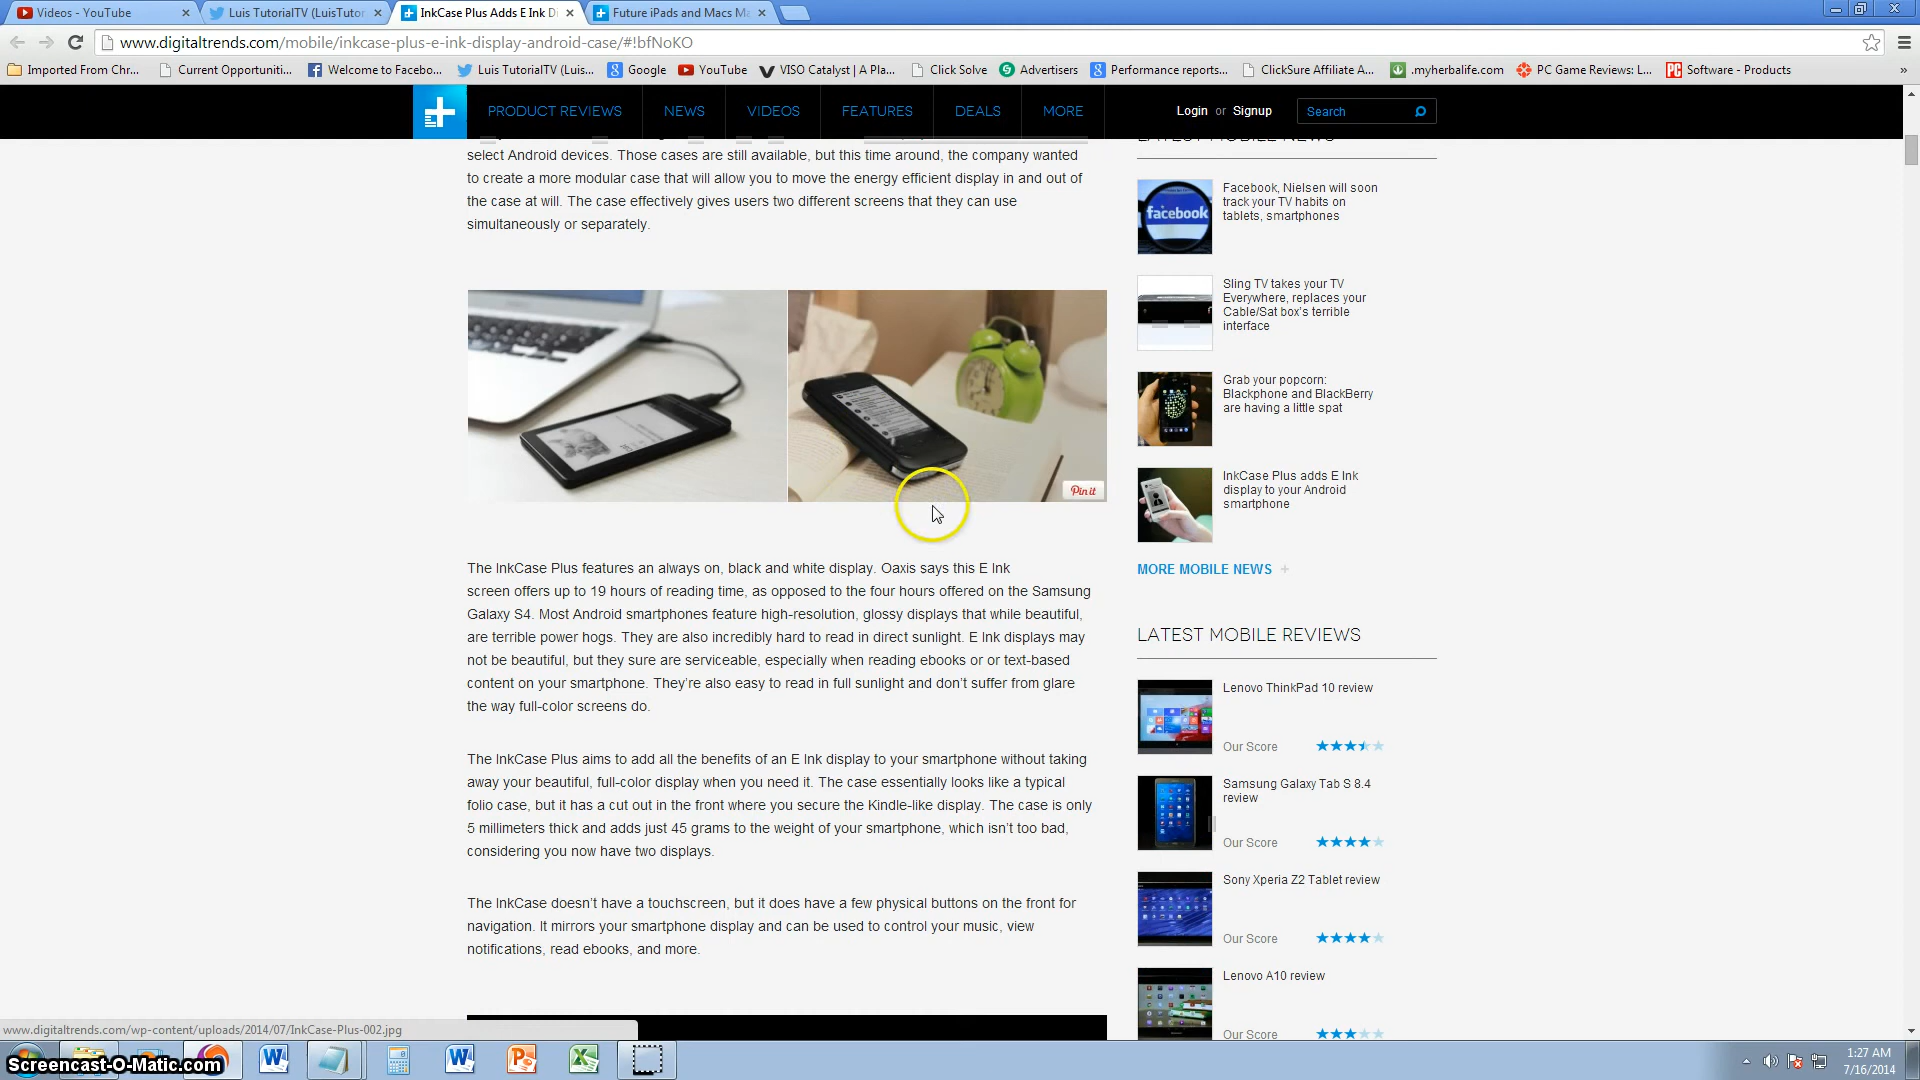 Videos - YouTube
Luis TutorialTV (LuisTutor
InkCase Plus Adds E Ink Di
Future iPads and Macs Ma
www.digitaltrends.com/mobile/inkcase-plus-e-ink-display-android-case/#!bfNoKO
Imported From Chr...
Current Opportuniti...
Welcome to Facebo...
Luis TutorialTV (Luis...
Google
YouTube
VISO Catalyst | A Pla...
Click Solve
Advertisers
Performance reports...
ClickSure Affiliate A...
.myherbalife.com
PC Game Reviews: L...
Software - Products
PRODUCT REVIEWS
NEWS
VIDEOS
FEATURES
DEALS
MORE
Login or Signup
Search
select Android devices. Those cases are still available, but this time around, the company wanted
to create a more modular case that will allow you to move the energy efficient display in and out of
the case at will. The case effectively gives users two different screens that they can use
simultaneously or separately.
Pin it
The InkCase Plus features an always on, black and white display. Oaxis says this E Ink
screen offers up to 19 hours of reading time, as opposed to the four hours offered on the Samsung
Galaxy S4. Most Android smartphones feature high-resolution, glossy displays that while beautiful,
are terrible power hogs. They are also incredibly hard to read in direct sunlight. E Ink displays may
not be beautiful, but they sure are serviceable, especially when reading ebooks or or text-based
content on your smartphone. They're also easy to read in full sunlight and don't suffer from glare
the way full-color screens do.
The InkCase Plus aims to add all the benefits of an E Ink display to your smartphone without taking
away your beautiful, full-color display when you need it. The case essentially looks like a typical
folio case, but it has a cut out in the front where you secure the Kindle-like display. The case is only
5 millimeters thick and adds just 45 grams to the weight of your smartphone, which isn't too bad,
considering you now have two displays.
The InkCase doesn't have a touchscreen, but it does have a few physical buttons on the front for
navigation. It mirrors your smartphone display and can be used to control your music, view
notifications, read ebooks, and more.
LATEST MOBILE NEWS
facebook
Facebook, Nielsen will soon
track your TV habits on
tablets, smartphones
Sling TV takes your TV
Everywhere, replaces your
Cable/Sat box's terrible
interface
Grab your popcorn:
Blackphone and BlackBerry
are having a little spat
InkCase Plus adds E Ink
display to your Android
smartphone
MORE MOBILE NEWS +
LATEST MOBILE REVIEWS
Lenovo ThinkPad 10 review
Our Score
Samsung Galaxy Tab S 8.4
review
Our Score
Sony Xperia Z2 Tablet review
Our Score
Lenovo A10 review
Our Score
www.digitaltrends.com/wp-content/uploads/2014/07/InkCase-Plus-002.jpg
Screencast-O-Matic.com
1:27 AM
7/16/2014